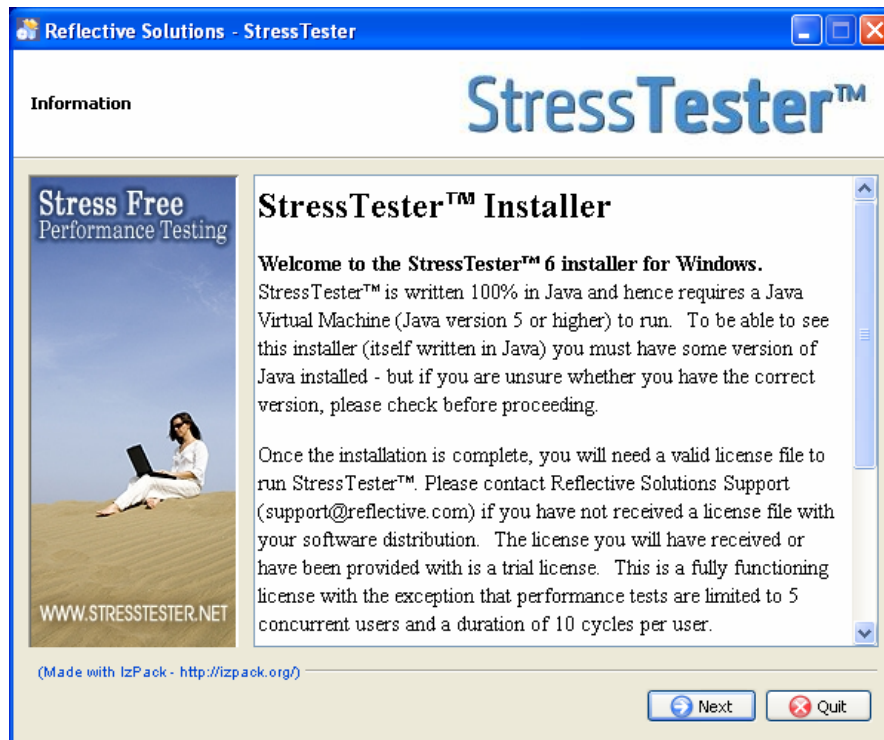 Reflective Solutions - StressTester
Information
StressTester™
Stress Free
Performance Testing
WWW.STRESSTESTER.NET
StressTester™ Installer
Welcome to the StressTester™ 6 installer for Windows.
StressTester™ is written 100% in Java and hence requires a Java
Virtual Machine (Java version 5 or higher) to run.  To be able to see
this installer (itself written in Java) you must have some version of
Java installed - but if you are unsure whether you have the correct
version, please check before proceeding.
Once the installation is complete, you will need a valid license file to
run StressTester™. Please contact Reflective Solutions Support
(support@reflective.com) if you have not received a license file with
your software distribution.  The license you will have received or
have been provided with is a trial license.  This is a fully functioning
license with the exception that performance tests are limited to 5
concurrent users and a duration of 10 cycles per user.
(Made with IzPack - http://izpack.org/)
Next
Quit